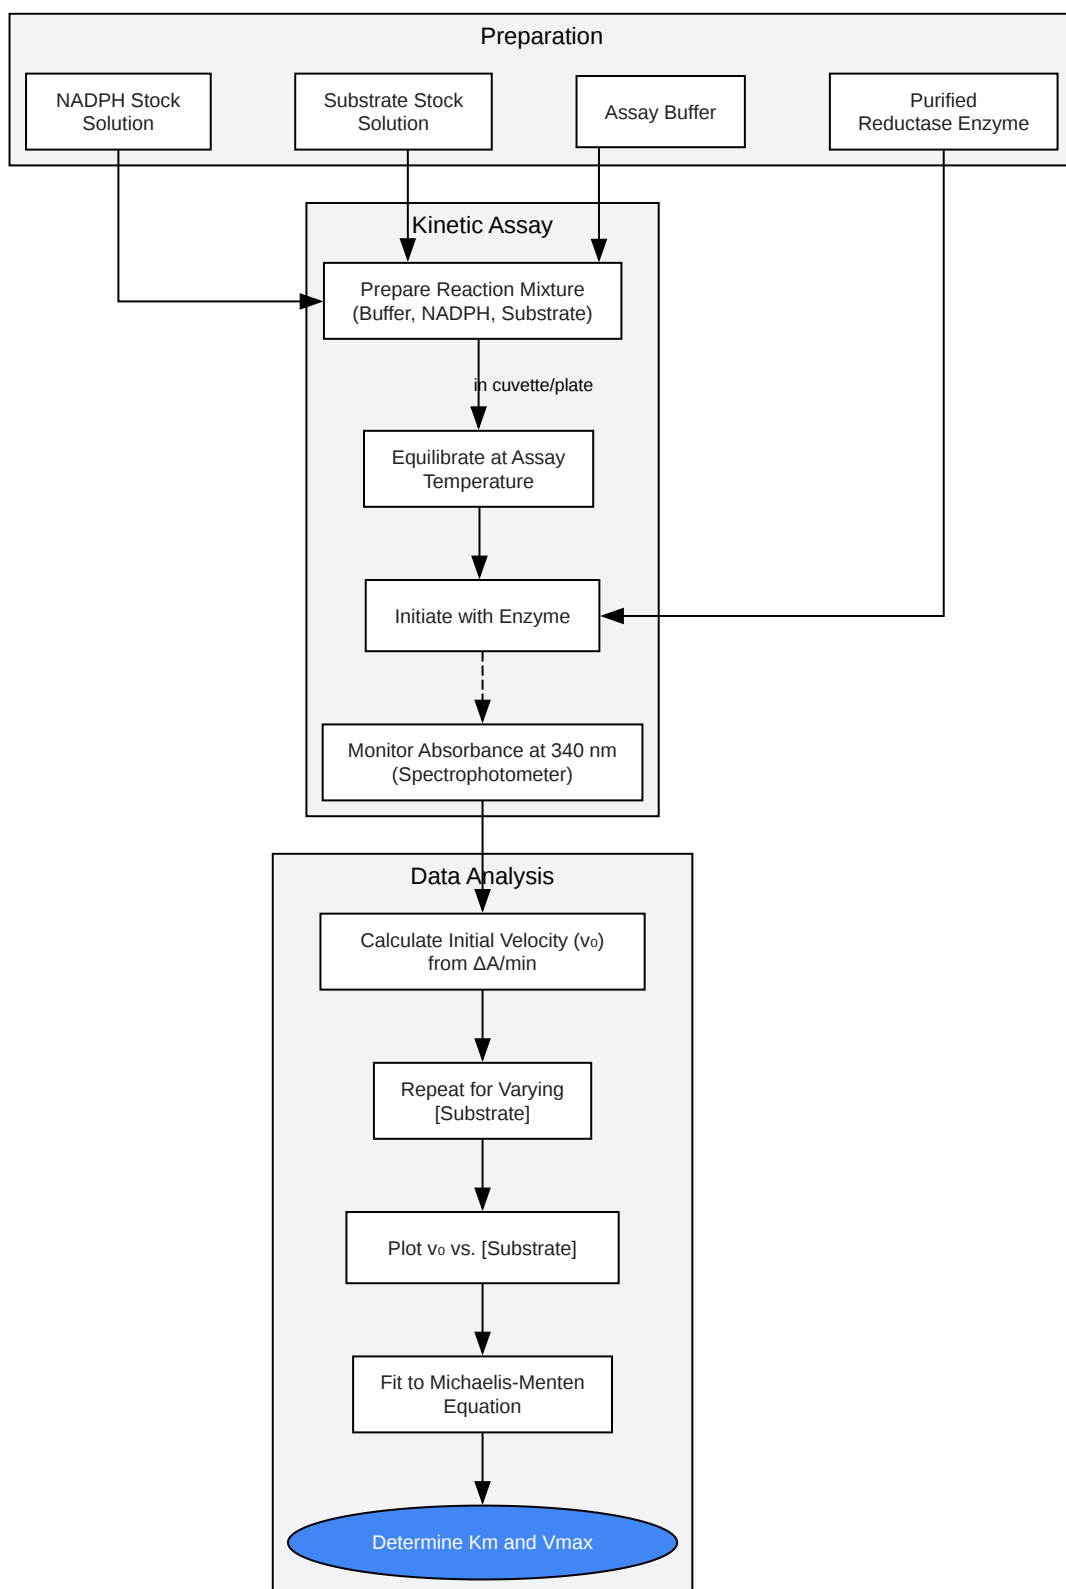 Preparation
NADPH Stock
Solution
Substrate Stock
Solution
Assay Buffer
Purified
Reductase Enzyme
Kinetic Assay
Prepare Reaction Mixture
(Buffer, NADPH, Substrate)
in cuvette/plate
Equilibrate at Assay
Temperature
Initiate with Enzyme
Monitor Absorbance at 340 nm
(Spectrophotometer)
Data Analysis
Calculate Initial Velocity (v₀)
from ΔA/min
Repeat for Varying
[Substrate]
Plot v₀ vs. [Substrate]
Fit to Michaelis-Menten
Equation
Determine Km and Vmax